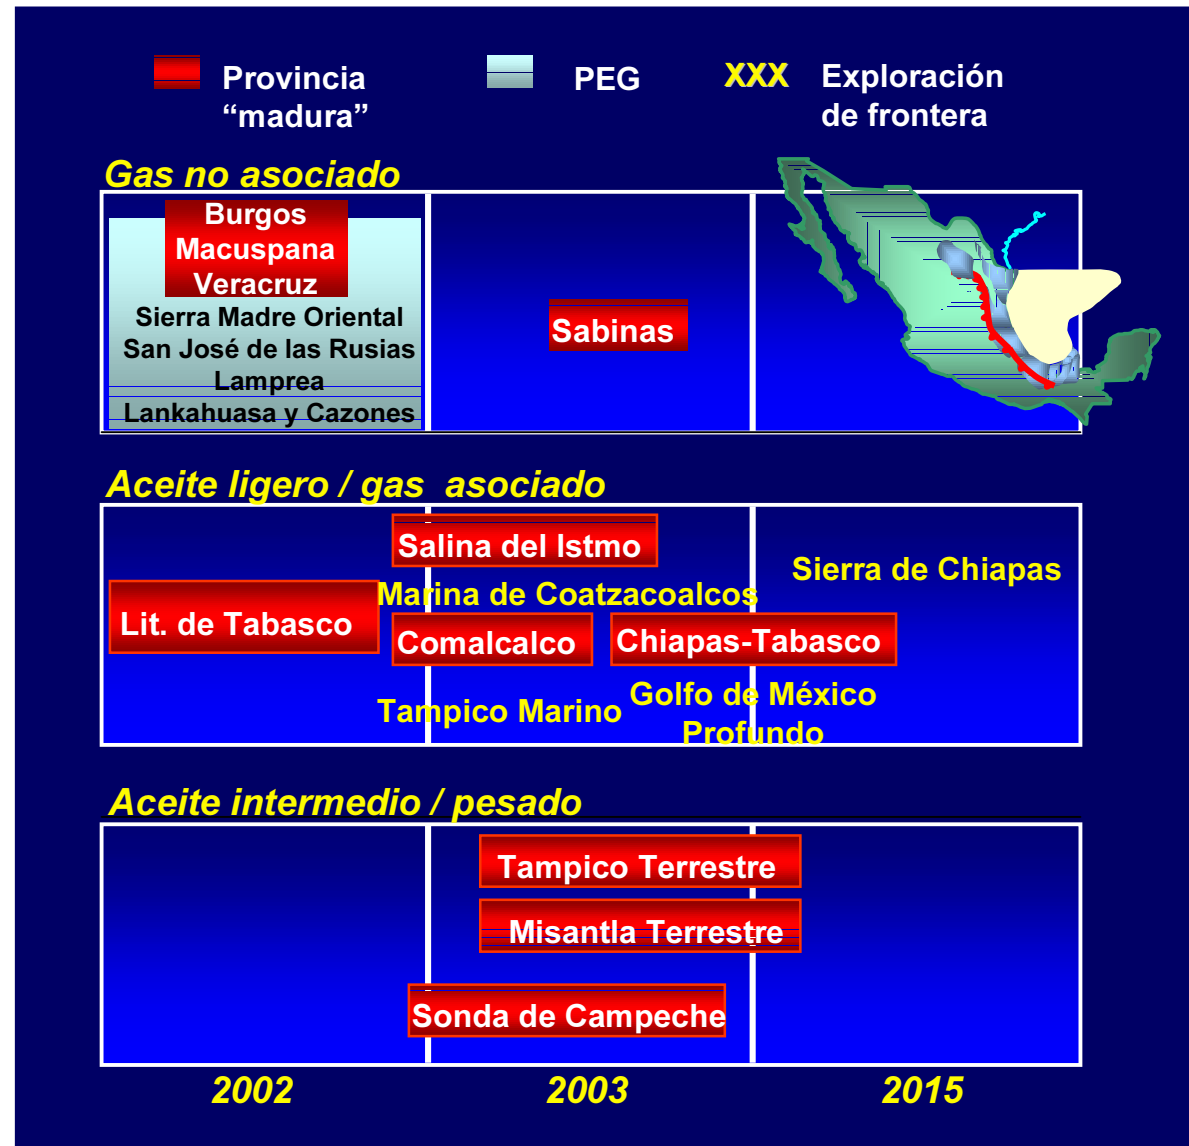 Provincia
“madura”
PEG
XXX
Exploración
de frontera
Gas no asociado
Burgos
Macuspana
Veracruz
Sierra Madre Oriental
San José de las Rusias
Lamprea
Lankahuasa y Cazones
Sabinas
Aceite ligero / gas asociado
Salina del Istmo
Sierra de Chiapas
Marina de Coatzacoalcos
Lit. de Tabasco
Comalcalco
Chiapas-Tabasco
Tampico Marino
Golfo de México
Profundo
Aceite intermedio / pesado
Tampico Terrestre
Misantla Terrestre
Sonda de Campeche
2002
2003
2015